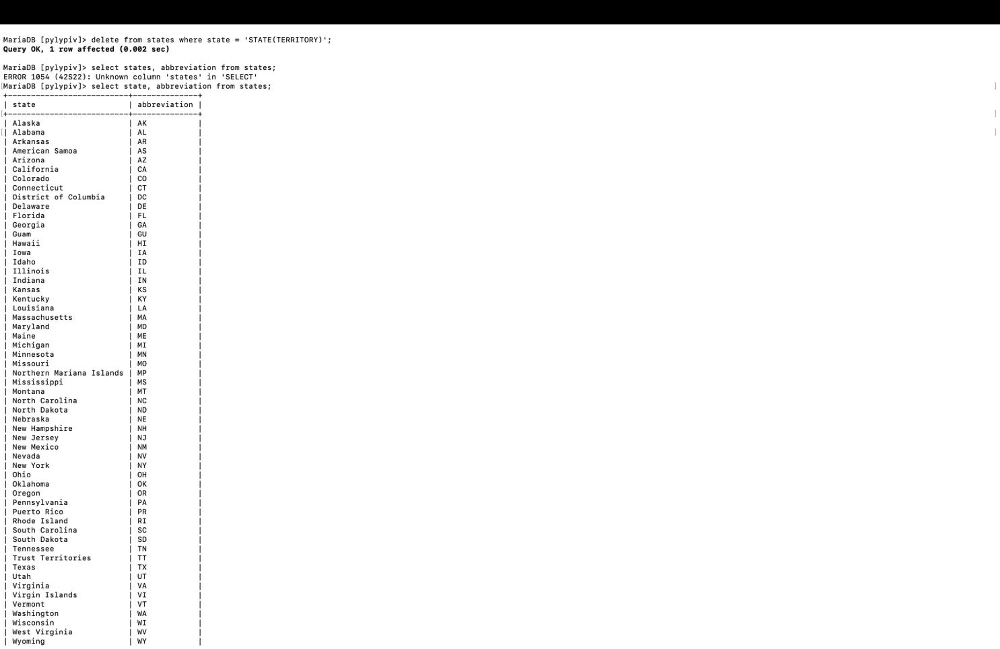 MariaDB [pylypiv]> delete from states where state = 'STATE(TERRITORY)';
Query OK, 1 row affected (0.002 sec)
MariaDB [pylypiv]> select states, abbreviation from states;
ERROR 1054 (42S22): Unknown column 'states' in 'SELECT'
[MariaDB [pylypiv]> select state, abbreviation from states; ]
+--------------------------+--------------+
| state | abbreviation |
[+--------------------------+--------------+ ]
| Alaska | AK |
[| Alabama | AL | ]
| Arkansas | AR |
| American Samoa | AS |
| Arizona | AZ |
| California | CA |
| Colorado | CO |
| Connecticut | CT |
| District of Columbia | DC |
| Delaware | DE |
| Florida | FL |
| Georgia | GA |
| Guam | GU |
| Hawaii | HI |
| Iowa | IA |
| Idaho | ID |
| Illinois | IL |
| Indiana | IN |
| Kansas | KS |
| Kentucky | KY |
| Louisiana | LA |
| Massachusetts | MA |
| Maryland | MD |
| Maine | ME |
| Michigan | MI |
| Minnesota | MN |
| Missouri | MO |
| Northern Mariana Islands | MP |
| Mississippi | MS |
| Montana | MT |
| North Carolina | NC |
| North Dakota | ND |
| Nebraska | NE |
| New Hampshire | NH |
| New Jersey | NJ |
| New Mexico | NM |
| Nevada | NV |
| New York | NY |
| Ohio | OH |
| Oklahoma | OK |
| Oregon | OR |
| Pennsylvania | PA |
| Puerto Rico | PR |
| Rhode Island | RI |
| South Carolina | SC |
| South Dakota | SD |
| Tennessee | TN |
| Trust Territories | TT |
| Texas | TX |
| Utah | UT |
| Virginia | VA |
| Virgin Islands | VI |
| Vermont | VT |
| Washington | WA |
| Wisconsin | WI |
| West Virginia | WV |
| Wyoming | WY |